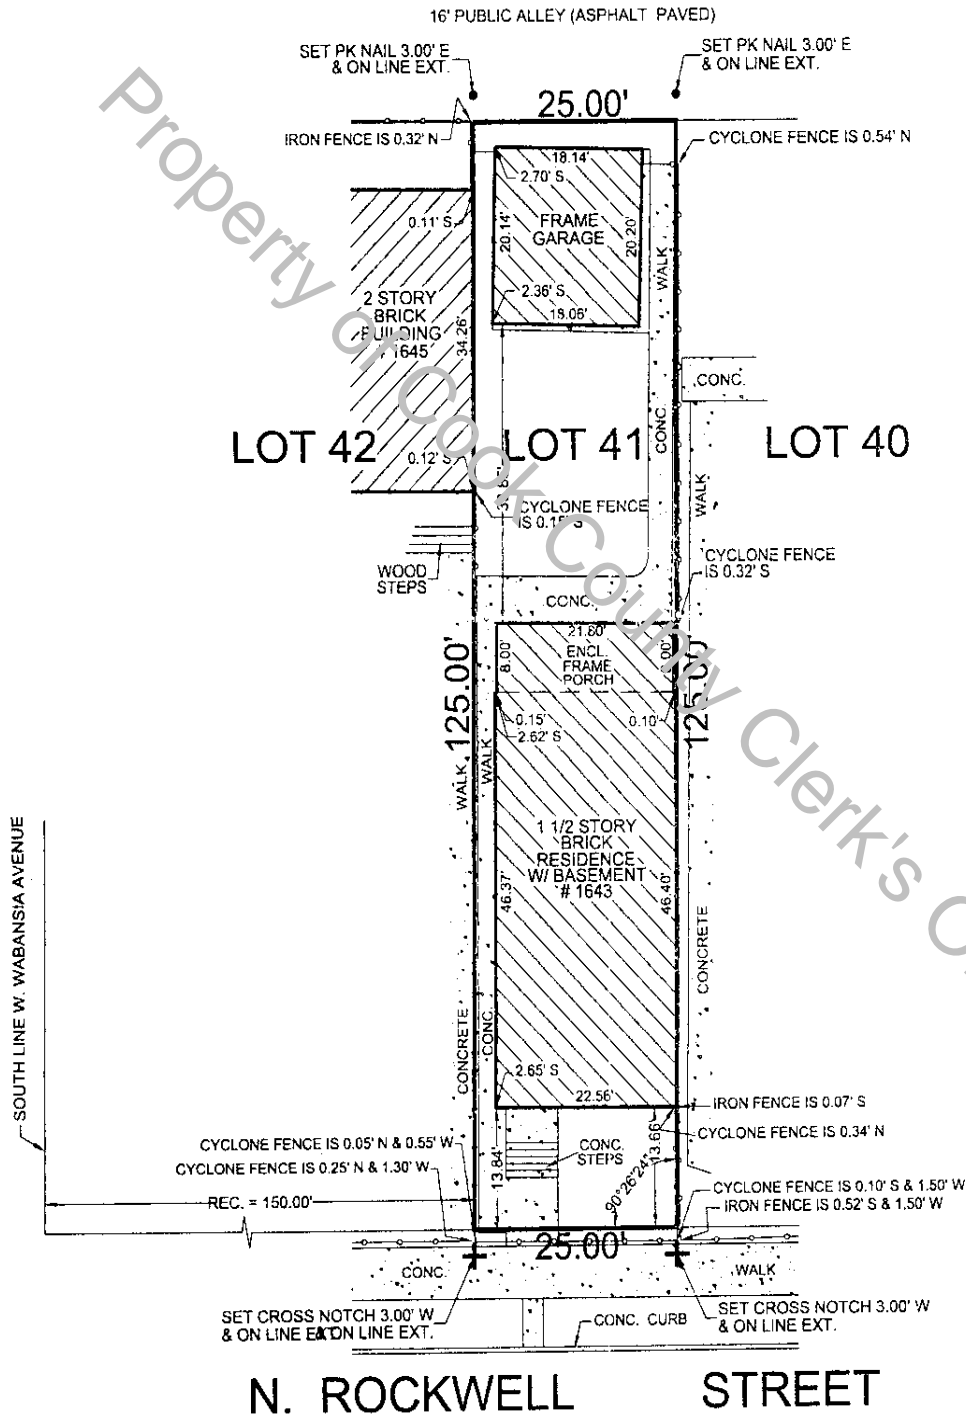 16' PUBLIC ALLEY (ASPHALT PAVED)
SET PK NAIL 3.00' E
& ON LINE EXT.
SET PK NAIL 3.00' E
& ON LINE EXT.
25.00'
IRON FENCE IS 0.32' N
CYCLONE FENCE IS 0.54' N
18.14'
2.70' S
0.11' S
20.14'
FRAME
GARAGE
20.20'
WALK
2.36' S
18.06'
2 STORY
BRICK
BUILDING
# 1645
34.26'
CONC.
CONC.
LOT 42
LOT 41
LOT 40
0.12' S
WALK
CYCLONE FENCE
IS 0.15' S
WOOD
STEPS
CYCLONE FENCE
IS 0.32' S
CONC.
21.80'
8.00'
ENCL.
FRAME
PORCH
125.00'
125.00'
0.15'
2.62' S
0.10'
WALK
WALK
1 1/2 STORY
BRICK
RESIDENCE
W/ BASEMENT
# 1643
46.37'
46.40'
SOUTH LINE W. WABANSIA AVENUE
CONCRETE
CONCRETE
CONC.
2.65' S
22.56'
IRON FENCE IS 0.07' S
CYCLONE FENCE IS 0.34' N
CYCLONE FENCE IS 0.05' N & 0.55' W
CYCLONE FENCE IS 0.25' N & 1.30' W
13.84'
CONC.
STEPS
13.66'
90°26'24"
CYCLONE FENCE IS 0.10' S & 1.50' W
IRON FENCE IS 0.52' S & 1.50' W
REC. = 150.00'
25.00'
CONC.
WALK
SET CROSS NOTCH 3.00' W
& ON LINE EXT.
& ON LINE EXT.
CONC. CURB
SET CROSS NOTCH 3.00' W
& ON LINE EXT.
N. ROCKWELL STREET
Property of Cook County Clerk's